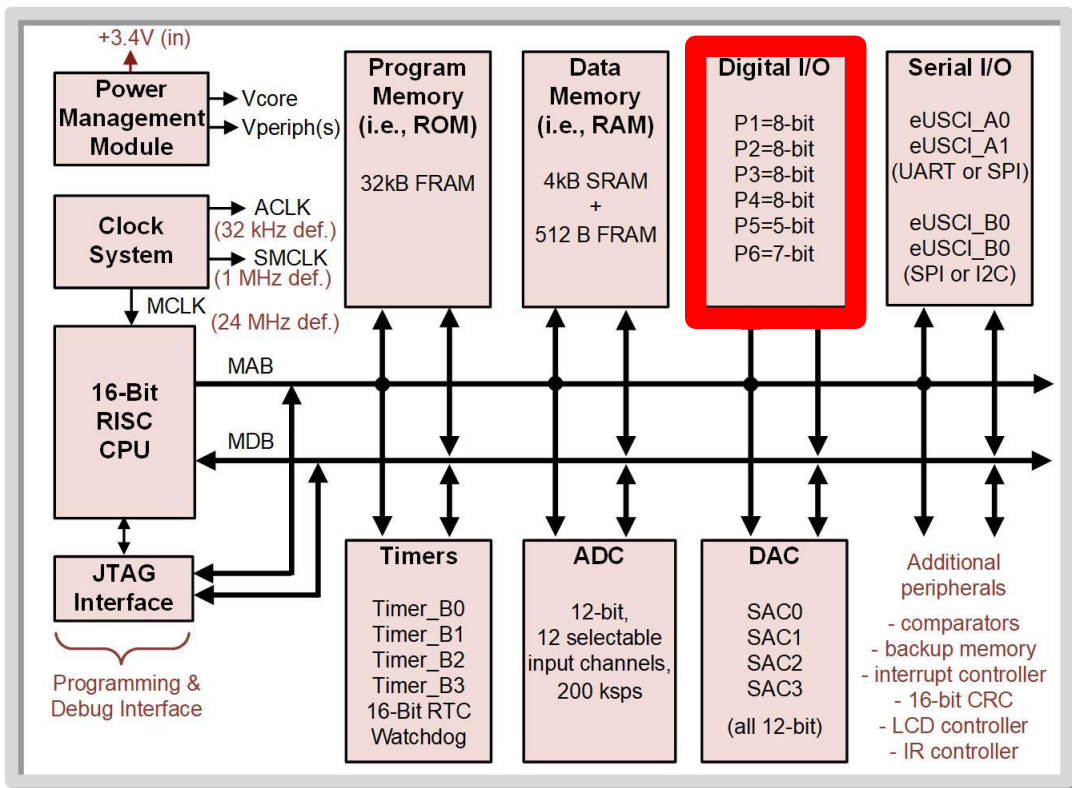 +3.4V (in)
Power
Management
Module
Vcore
Vperiph(s)
Clock
System
ACLK
(32 kHz def.)
SMCLK
(1 MHz def.)
MCLK
(24 MHz def.)
16-Bit
RISC
CPU
MAB
MDB
JTAG
Interface
Programming &
Debug Interface
Program
Memory
(i.e., ROM)
32kB FRAM
Data
Memory
(i.e., RAM)
4kB SRAM
+
512 B FRAM
Digital I/O
P1=8-bit
P2=8-bit
P3=8-bit
P4=8-bit
P5=5-bit
P6=7-bit
Serial I/O
eUSCI_A0
eUSCI_A1
(UART or SPI)
eUSCI_B0
eUSCI_B0
(SPI or I2C)
Timers
Timer_B0
Timer_B1
Timer_B2
Timer_B3
16-Bit RTC
Watchdog
ADC
12-bit,
12 selectable
input channels,
200 ksps
DAC
SAC0
SAC1
SAC2
SAC3
(all 12-bit)
Additional
peripherals
- comparators
- backup memory
- interrupt controller
- 16-bit CRC
- LCD controller
- IR controller